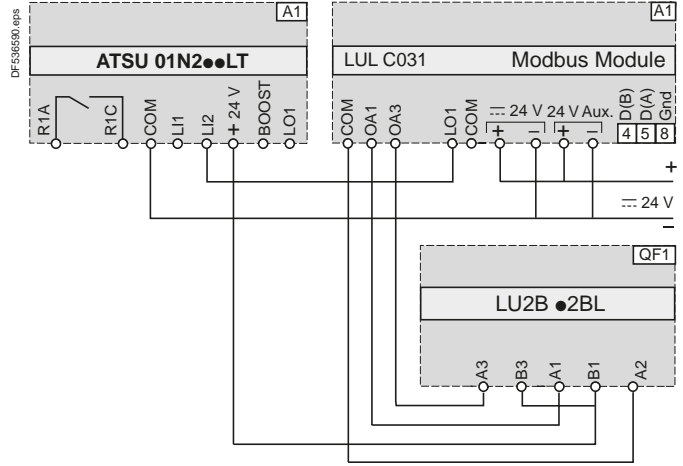 DF536590.eps
A1
ATSU 01N2●●LT
R1A
R1C
COM
LI1
LI2
+ 24 V
BOOST
LO1
A1
LUL C031 Modbus Module
COM
OA1
OA3
LO1
COM
24 V 24 V Aux.
+ – + –
D(B)
D(A)
Gnd
4 5 8
+
24 V
–
QF1
LU2B ●2BL
A3
B3
A1
B1
A2